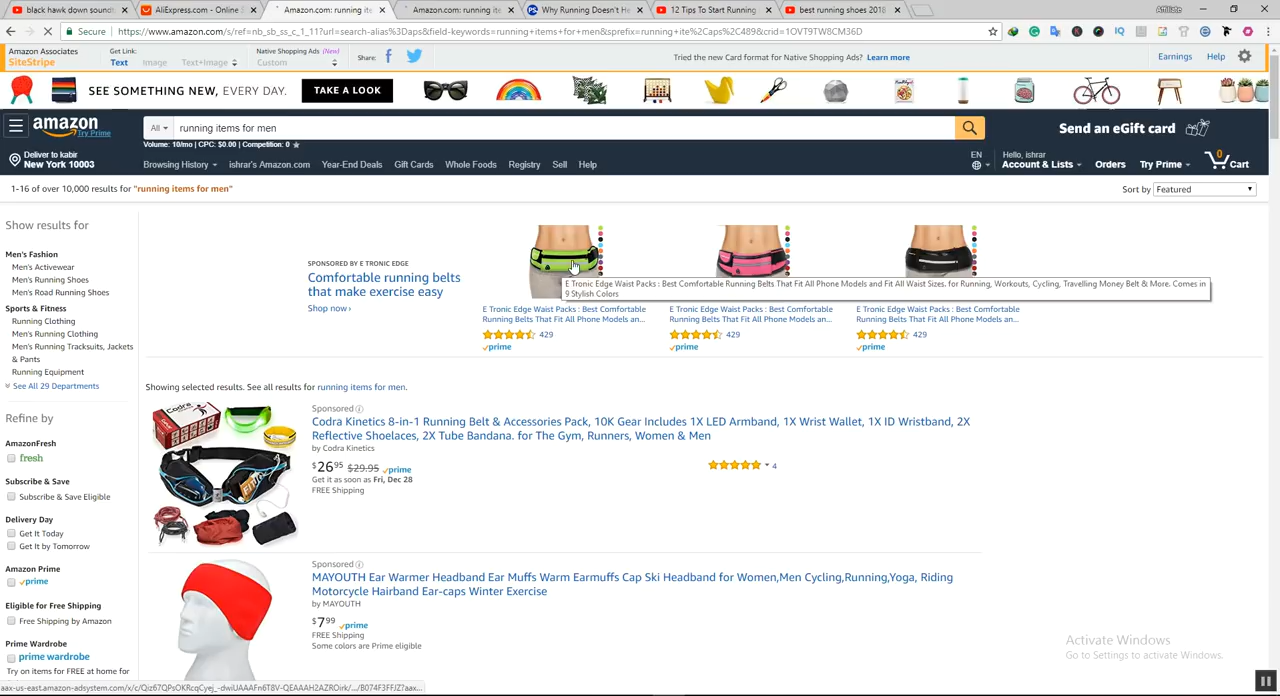 black hawk down sound
AliExpress.com - Online
Amazon.com: running ite
Amazon.com: running ite
Why Running Doesn't He
12 Tips To Start Running
best running shoes 2018
Affiliate
Secure
https://www.amazon.com/s/ref=nb_sb_ss_c_1_11?url=search-alias%3Daps&field-keywords=running+items+for+men&sprefix=running+ite%2Caps%2C489&crid=1OVT9TW8CM36D
Amazon Associates
SiteStripe
Get Link:
Text
Image
Text+Image
Native Shopping Ads (New)
Custom
Share:
Tried the new Card format for Native Shopping Ads? Learn more
Earnings
Help
SEE SOMETHING NEW, EVERY DAY.
TAKE A LOOK
amazon
Try Prime
All
running items for men
Volume: 10/mo | CPC: $0.00 | Competition: 0
Send an eGift card
Deliver to kabir
New York 10003
Browsing History
ishrar's Amazon.com
Year-End Deals
Gift Cards
Whole Foods
Registry
Sell
Help
EN
Hello, ishrar
Account & Lists
Orders
Try Prime
0
Cart
1-16 of over 10,000 results for "running items for men"
Sort by
Featured
Show results for
Men's Fashion
Men's Activewear
Men's Running Shoes
Men's Road Running Shoes
Sports & Fitness
Running Clothing
Men's Running Clothing
Men's Running Tracksuits, Jackets
& Pants
Running Equipment
See All 29 Departments
Refine by
AmazonFresh
fresh
Subscribe & Save
Subscribe & Save Eligible
Delivery Day
Get It Today
Get It by Tomorrow
Amazon Prime
prime
Eligible for Free Shipping
Free Shipping by Amazon
Prime Wardrobe
prime wardrobe
Try on items for FREE at home for
SPONSORED BY E TRONIC EDGE
Comfortable running belts
that make exercise easy
Shop now ›
E Tronic Edge Waist Packs : Best Comfortable Running Belts That Fit All Phone Models and Fit All Waist Sizes. for Running, Workouts, Cycling, Travelling Money Belt & More. Comes in
9 Stylish Colors
E Tronic Edge Waist Packs : Best Comfortable
Running Belts That Fit All Phone Models an...
429
prime
E Tronic Edge Waist Packs : Best Comfortable
Running Belts That Fit All Phone Models an...
429
prime
E Tronic Edge Waist Packs : Best Comfortable
Running Belts That Fit All Phone Models an...
429
prime
Showing selected results. See all results for running items for men.
Sponsored
Codra Kinetics 8-in-1 Running Belt & Accessories Pack, 10K Gear Includes 1X LED Armband, 1X Wrist Wallet, 1X ID Wristband, 2X
Reflective Shoelaces, 2X Tube Bandana. for The Gym, Runners, Women & Men
by Codra Kinetics
$26 95 $29.95 prime
Get it as soon as Fri, Dec 28
FREE Shipping
4
Sponsored
MAYOUTH Ear Warmer Headband Ear Muffs Warm Earmuffs Cap Ski Headband for Women,Men Cycling,Running,Yoga, Riding
Motorcycle Hairband Ear-caps Winter Exercise
by MAYOUTH
$7 99 prime
FREE Shipping
Some colors are Prime eligible
Activate Windows
Go to Settings to activate Windows.